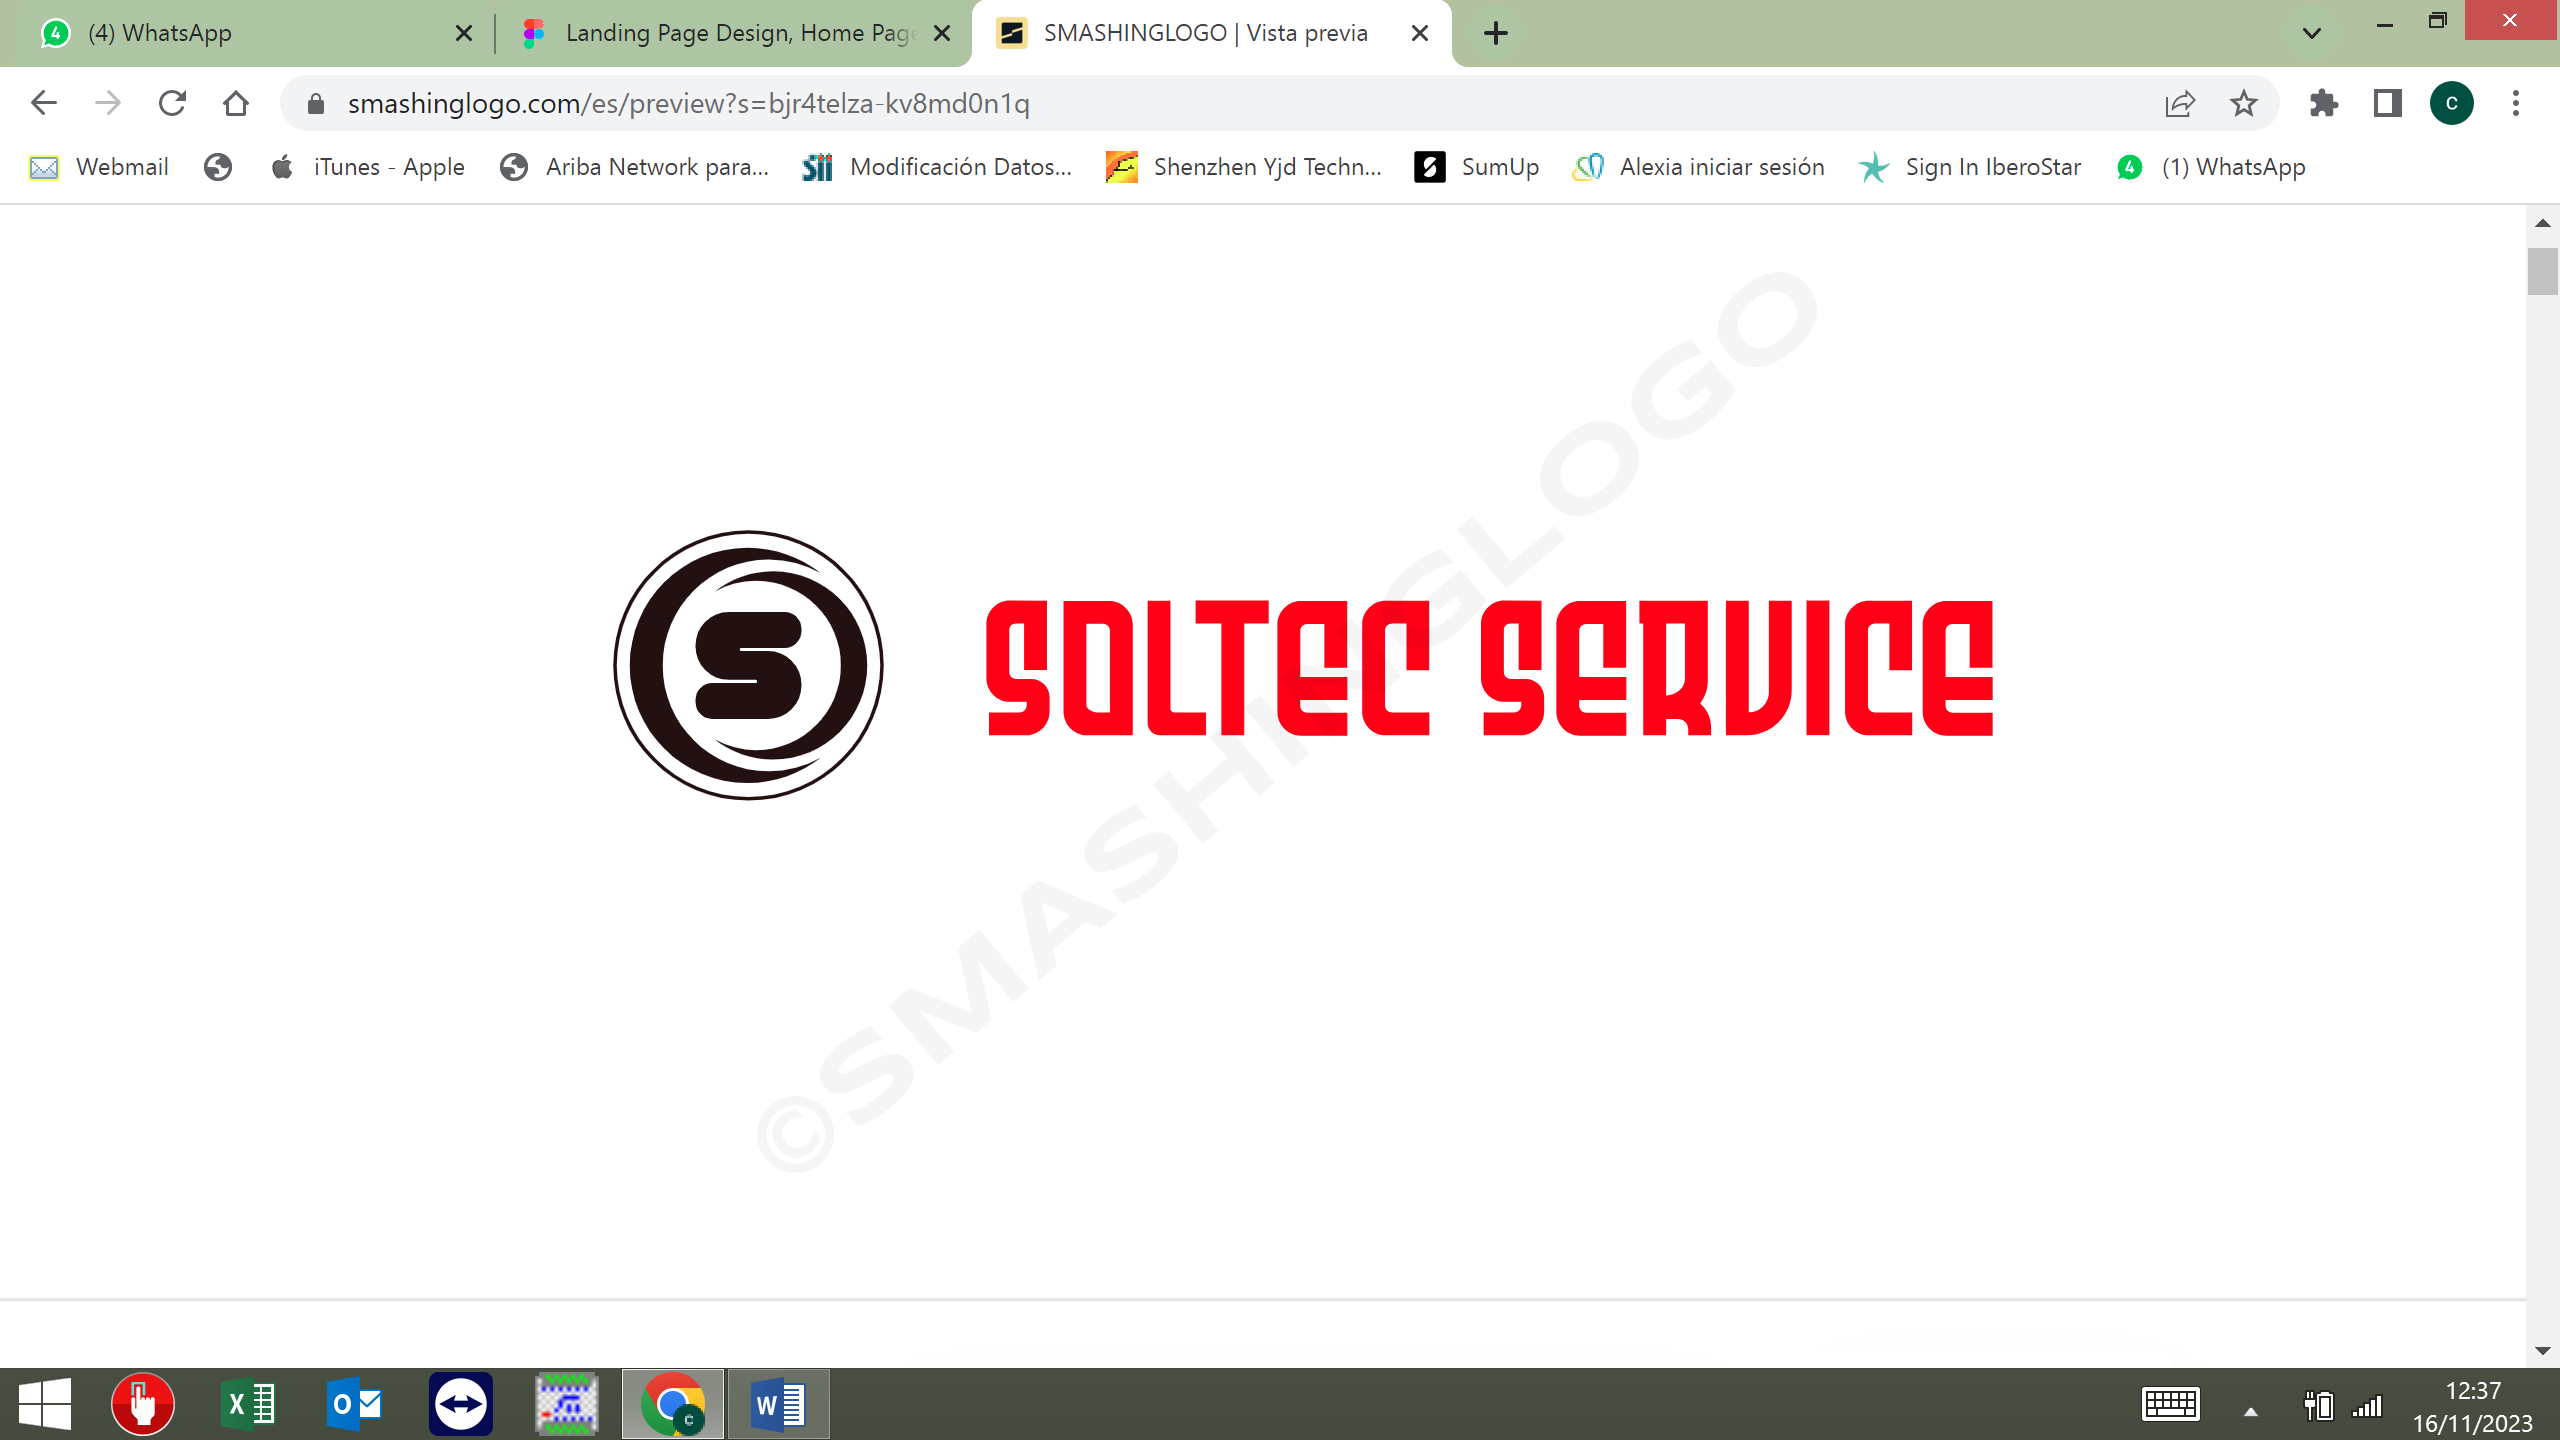 (4) WhatsApp
Landing Page Design, Home Page
SMASHINGLOGO | Vista previa
smashinglogo.com/es/preview?s=bjr4telza-kv8md0n1q
C
Webmail
iTunes - Apple
Ariba Network para...
Modificación Datos...
Shenzhen Yjd Techn...
SumUp
Alexia iniciar sesión
Sign In IberoStar
(1) WhatsApp
S
SOLTEC SERVICE
©SMASHINGLOGO
12:37
16/11/2023